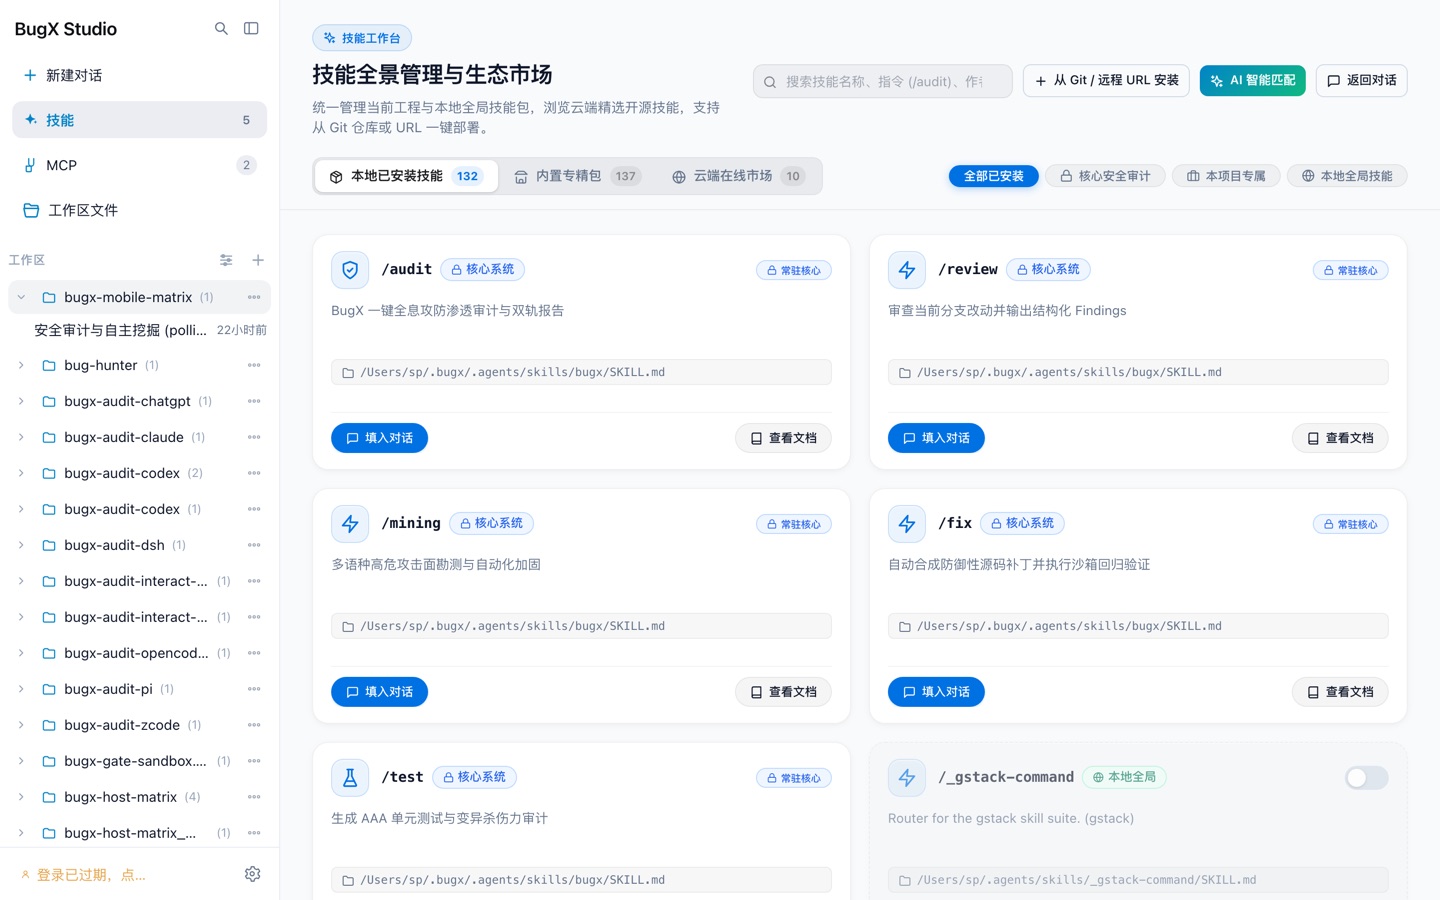 BugX Studio
新建对话
技能 5
MCP 2
工作区文件
工作区
bugx-mobile-matrix (1)
安全审计与自主挖掘 (polli... 22小时前
bug-hunter (1)
bugx-audit-chatgpt (1)
bugx-audit-claude (1)
bugx-audit-codex (2)
bugx-audit-codex (1)
bugx-audit-dsh (1)
bugx-audit-interact-... (1)
bugx-audit-interact-... (1)
bugx-audit-opencod... (1)
bugx-audit-pi (1)
bugx-audit-zcode (1)
bugx-gate-sandbox.... (1)
bugx-host-matrix (4)
bugx-host-matrix_... (1)
登录已过期，点...
技能工作台
技能全景管理与生态市场
统一管理当前工程与本地全局技能包，浏览云端精选开源技能，支持
从 Git 仓库或 URL 一键部署。
搜索技能名称、指令 (/audit)、作
从 Git / 远程 URL 安装
AI 智能匹配
返回对话
本地已安装技能 132
内置专精包 137
云端在线市场 10
全部已安装
核心安全审计
本项目专属
本地全局技能
/audit 核心系统 常驻核心
BugX 一键全息攻防渗透审计与双轨报告
/Users/sp/.bugx/.agents/skills/bugx/SKILL.md
填入对话 查看文档
/review 核心系统 常驻核心
审查当前分支改动并输出结构化 Findings
/Users/sp/.bugx/.agents/skills/bugx/SKILL.md
填入对话 查看文档
/mining 核心系统 常驻核心
多语种高危攻击面勘测与自动化加固
/Users/sp/.bugx/.agents/skills/bugx/SKILL.md
填入对话 查看文档
/fix 核心系统 常驻核心
自动合成防御性源码补丁并执行沙箱回归验证
/Users/sp/.bugx/.agents/skills/bugx/SKILL.md
填入对话 查看文档
/test 核心系统 常驻核心
生成 AAA 单元测试与变异杀伤力审计
/Users/sp/.bugx/.agents/skills/bugx/SKILL.md
/_gstack-command 本地全局
Router for the gstack skill suite. (gstack)
/Users/sp/.agents/skills/_gstack-command/SKILL.md